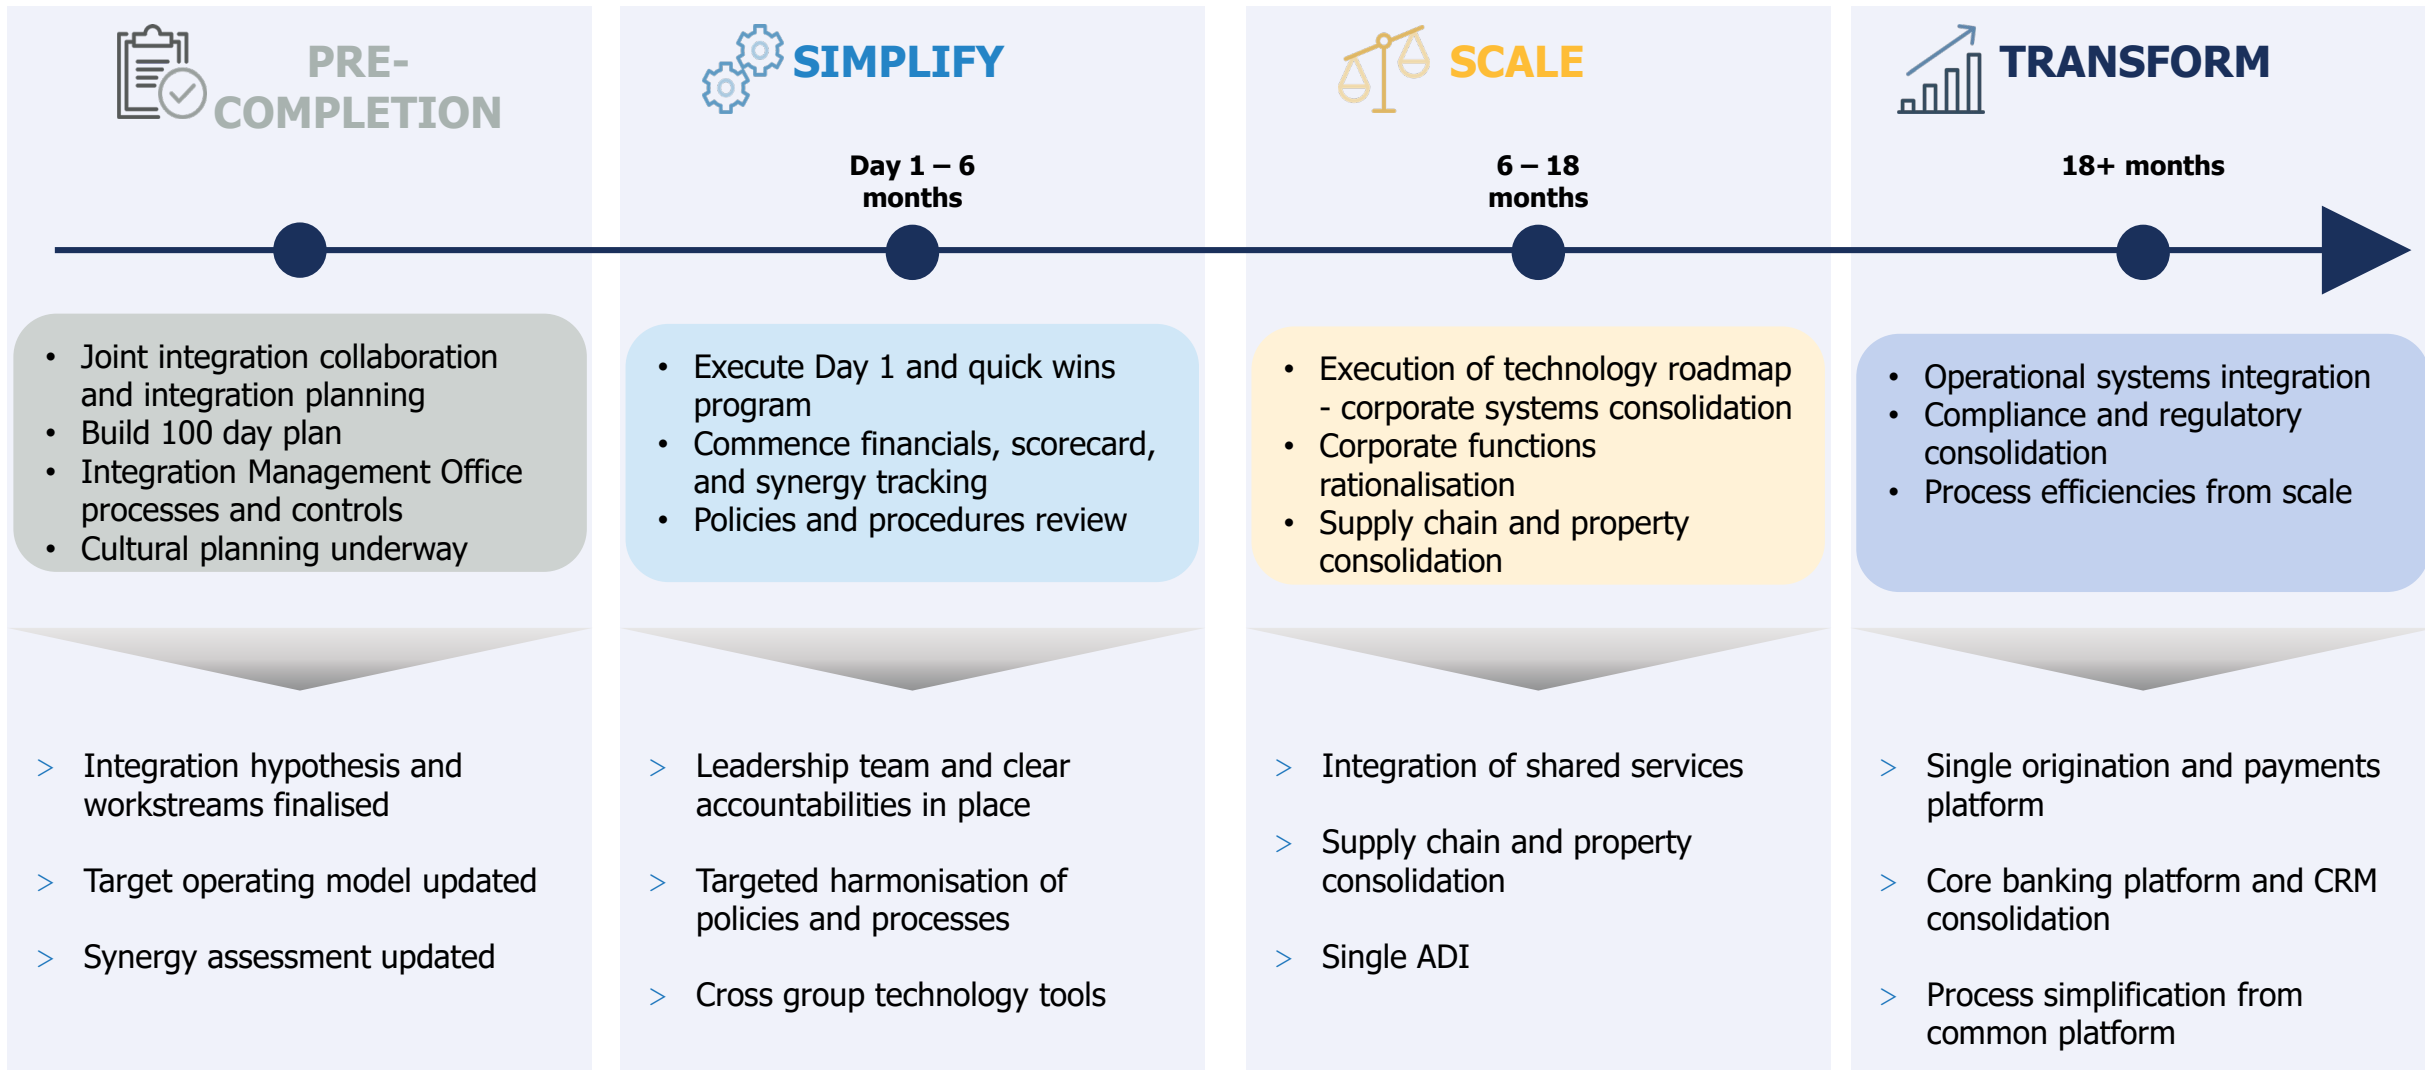 PRE-
COMPLETION
• Joint integration collaboration
and integration planning
• Build 100 day plan
• Integration Management Office
processes and controls
• Cultural planning underway
> Integration hypothesis and
workstreams finalised
> Target operating model updated
> Synergy assessment updated
SIMPLIFY
Day 1 – 6
months
• Execute Day 1 and quick wins
program
• Commence financials, scorecard,
and synergy tracking
• Policies and procedures review
> Leadership team and clear
accountabilities in place
> Targeted harmonisation of
policies and processes
> Cross group technology tools
SCALE
6 – 18
months
• Execution of technology roadmap
- corporate systems consolidation
• Corporate functions
rationalisation
• Supply chain and property
consolidation
> Integration of shared services
> Supply chain and property
consolidation
> Single ADI
TRANSFORM
18+ months
• Operational systems integration
• Compliance and regulatory
consolidation
• Process efficiencies from scale
> Single origination and payments
platform
> Core banking platform and CRM
consolidation
> Process simplification from
common platform